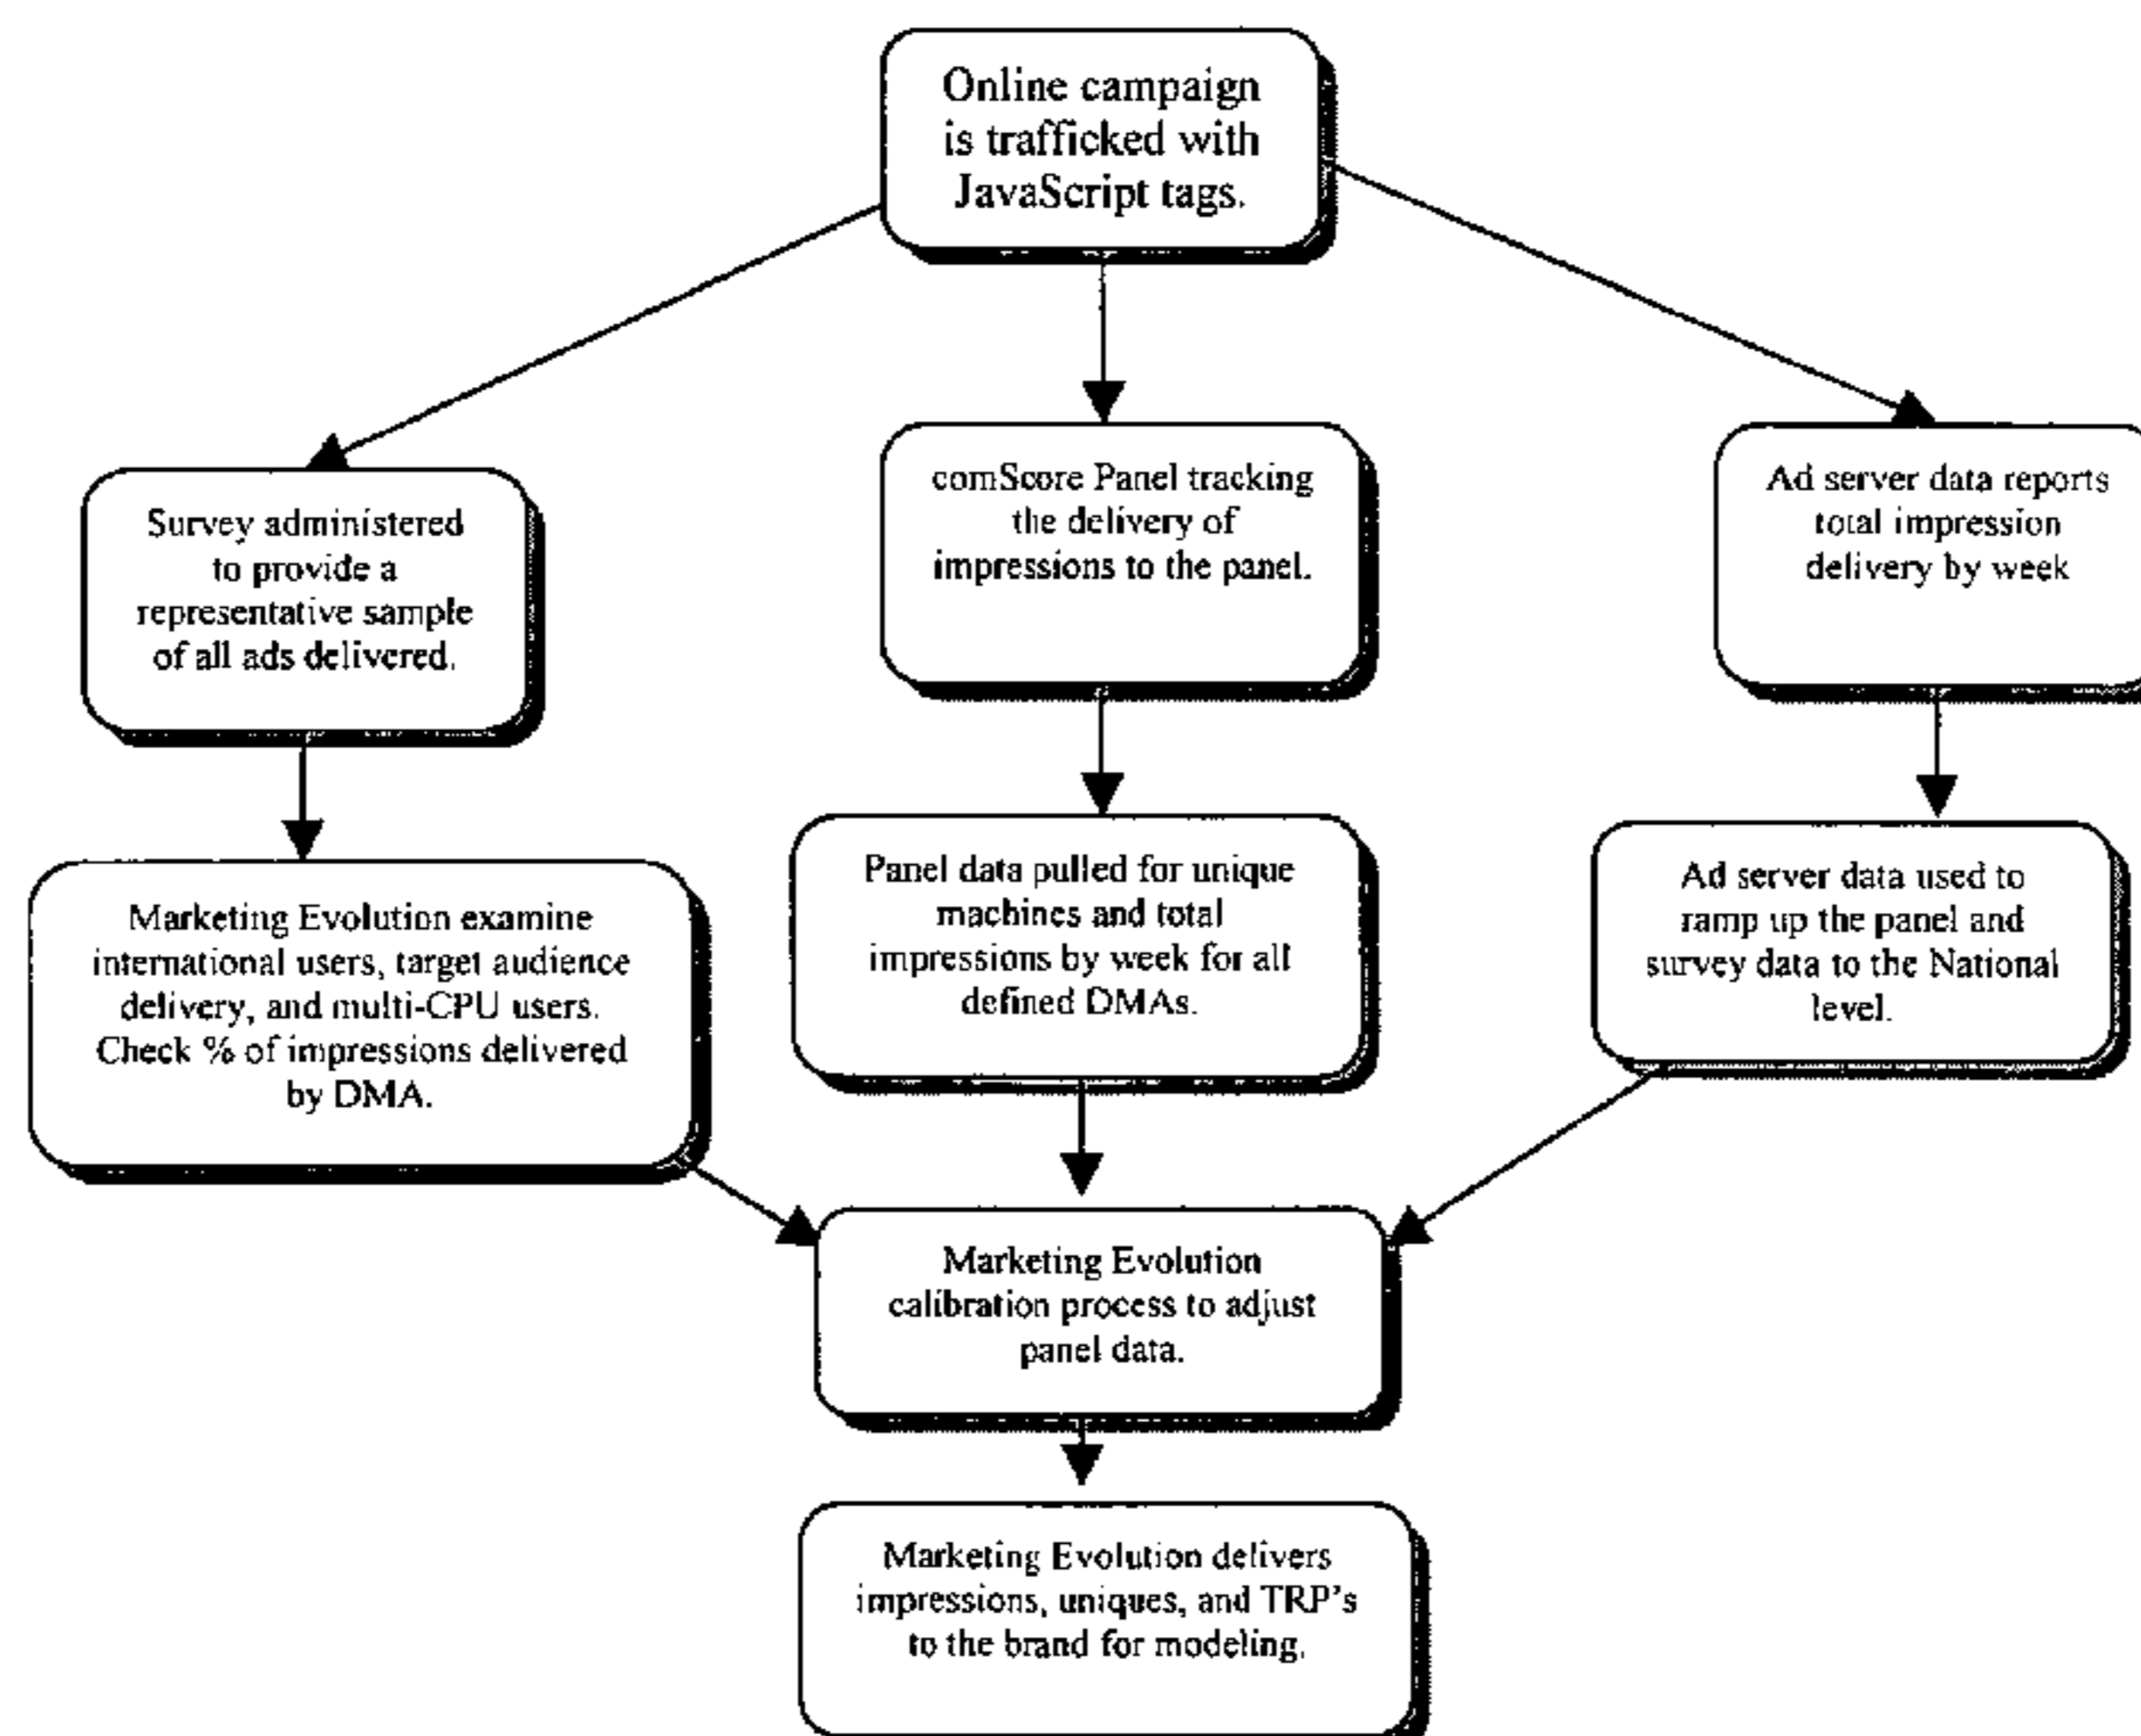 Online campaign
is trafficked with
JavaScript tags.
Survey administered
to provide a
representative sample
of all ads delivered.
comScore Panel tracking
the delivery of
impressions to the panel.
Ad server data reports
total impression
delivery by week
Marketing Evolution examine
international users, target audience
delivery, and multi-CPU users.
Check % of impressions delivered
by DMA.
Panel data pulled for unique
machines and total
impressions by week for all
defined DMAs.
Ad server data used to
ramp up the panel and
survey data to the National
level.
Marketing Evolution
calibration process to adjust
panel data.
Marketing Evolution delivers
impressions, uniques, and TRP's
to the brand for modeling.